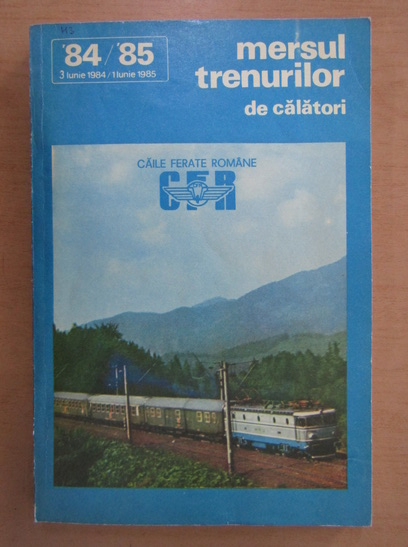 '84/'85
3 Iunie 1984/1 Iunie 1985
mersul
trenurilor
de călători
CĂILE FERATE ROMÂNE
CFR